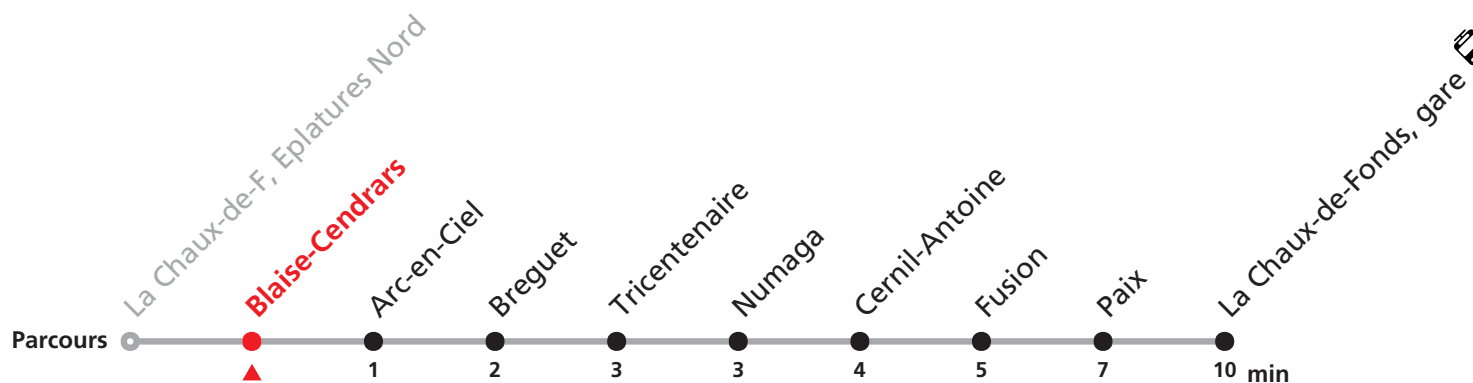 La Chaux-de-F, Eplatures Nord
Blaise-Cendrars
Arc-en-Ciel
Breguet
Tricentenaire
Numaga
Cernil-Antoine
Fusion
Paix
La Chaux-de-Fonds, gare
Parcours
1 2 3 3 4 5 7 10 min